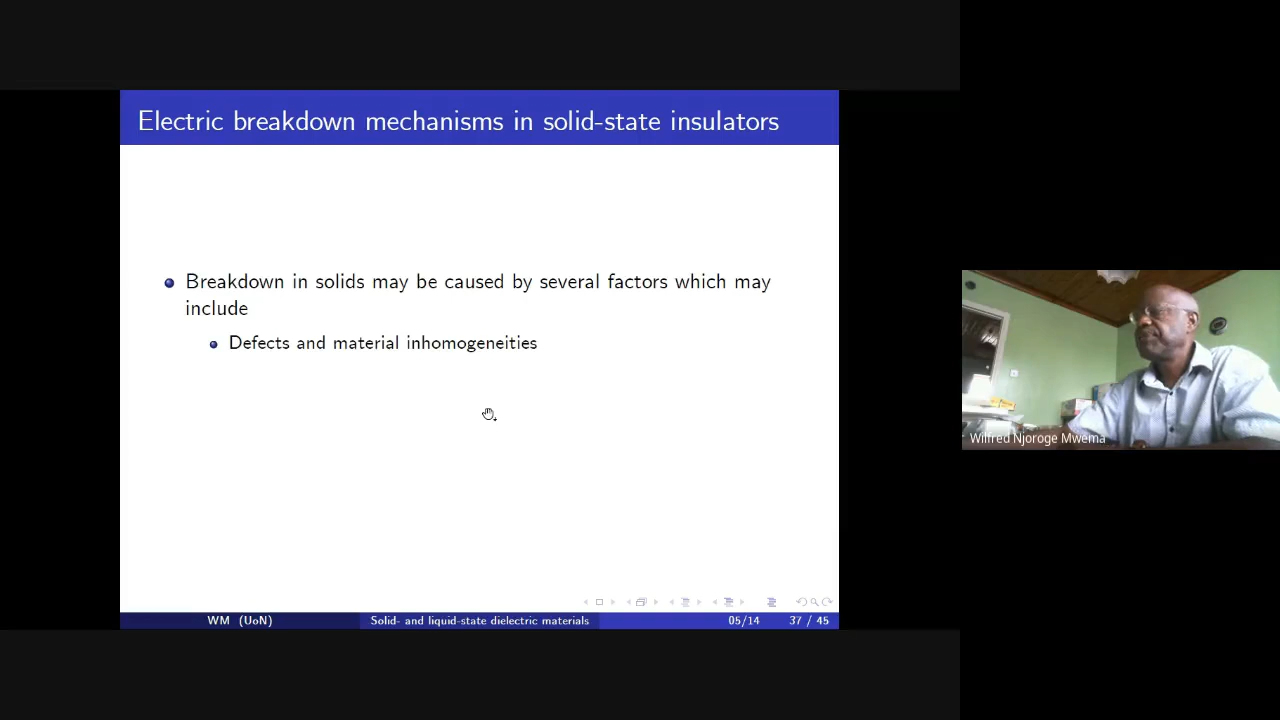 Electric breakdown mechanisms in solid-state insulators
Breakdown in solids may be caused by several factors which may
include
Defects and material inhomogeneities
WM (UoN)
Solid- and liquid-state dielectric materials
05/14
37 / 45
Wilfred Njoroge Mwema